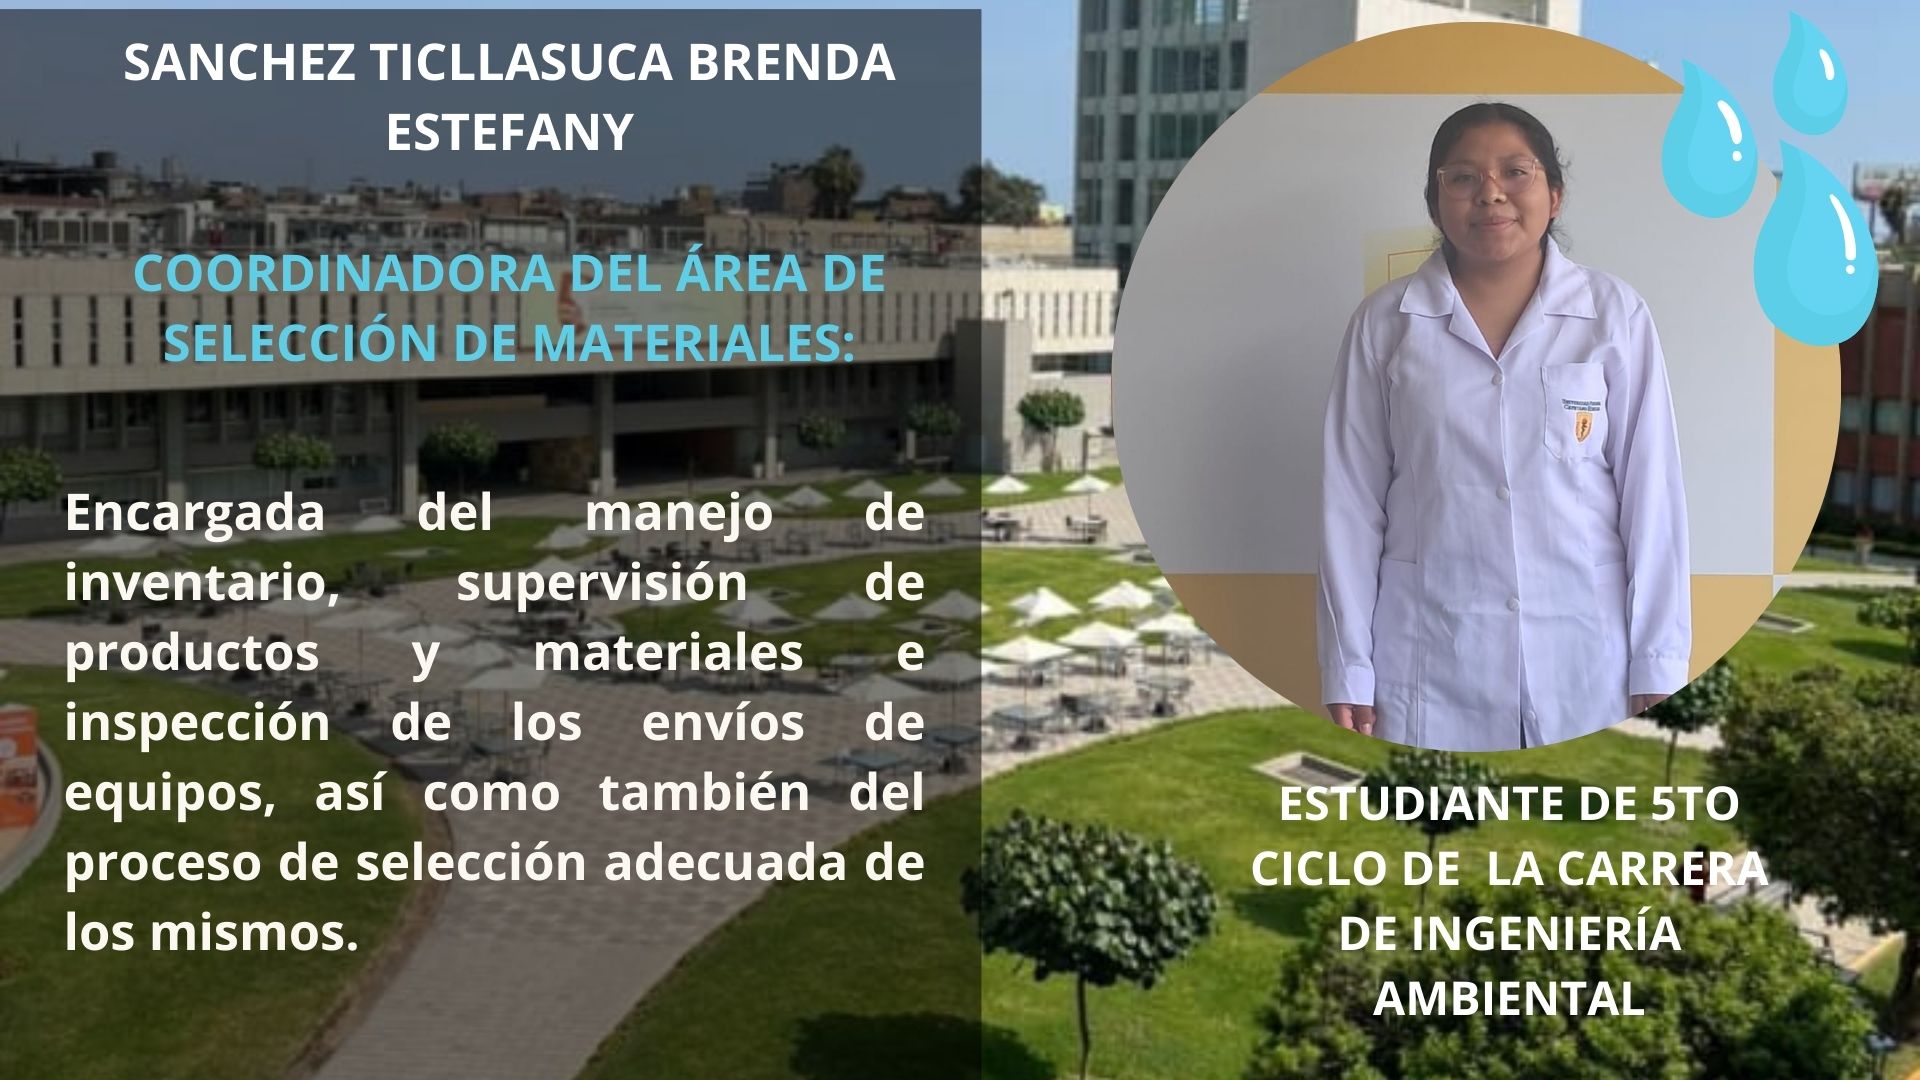 SANCHEZ TICLLASUCA BRENDA
ESTEFANY
COORDINADORA DEL ÁREA DE
SELECCIÓN DE MATERIALES:
Encargada del manejo de
inventario, supervisión de
productos y materiales e
inspección de los envíos de
equipos, así como también del
proceso de selección adecuada de
los mismos.
ESTUDIANTE DE 5TO
CICLO DE LA CARRERA
DE INGENIERÍA
AMBIENTAL